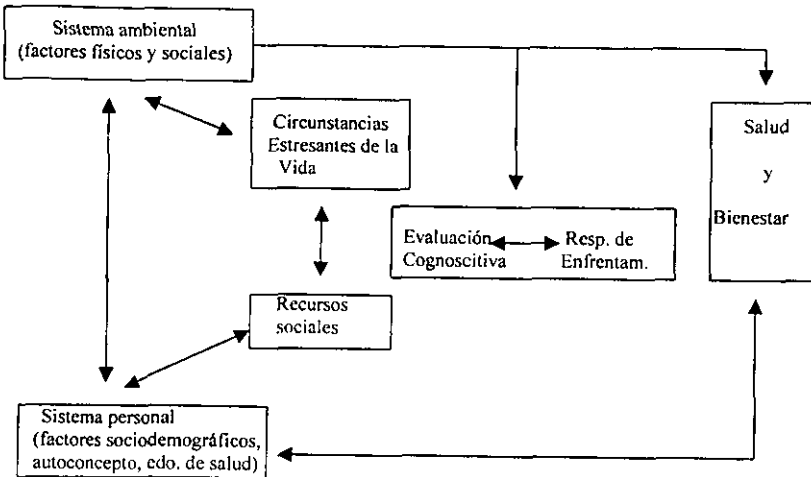 Sistema ambiental
(factores físicos y sociales)
Circunstancias
Estresantes de la
Vida
Salud
y
Bienestar
Evaluación
Cognoscitiva
Resp. de
Enfrentam.
Recursos
sociales
Sistema personal
(factores sociodemográficos,
autoconcepto, edo. de salud)